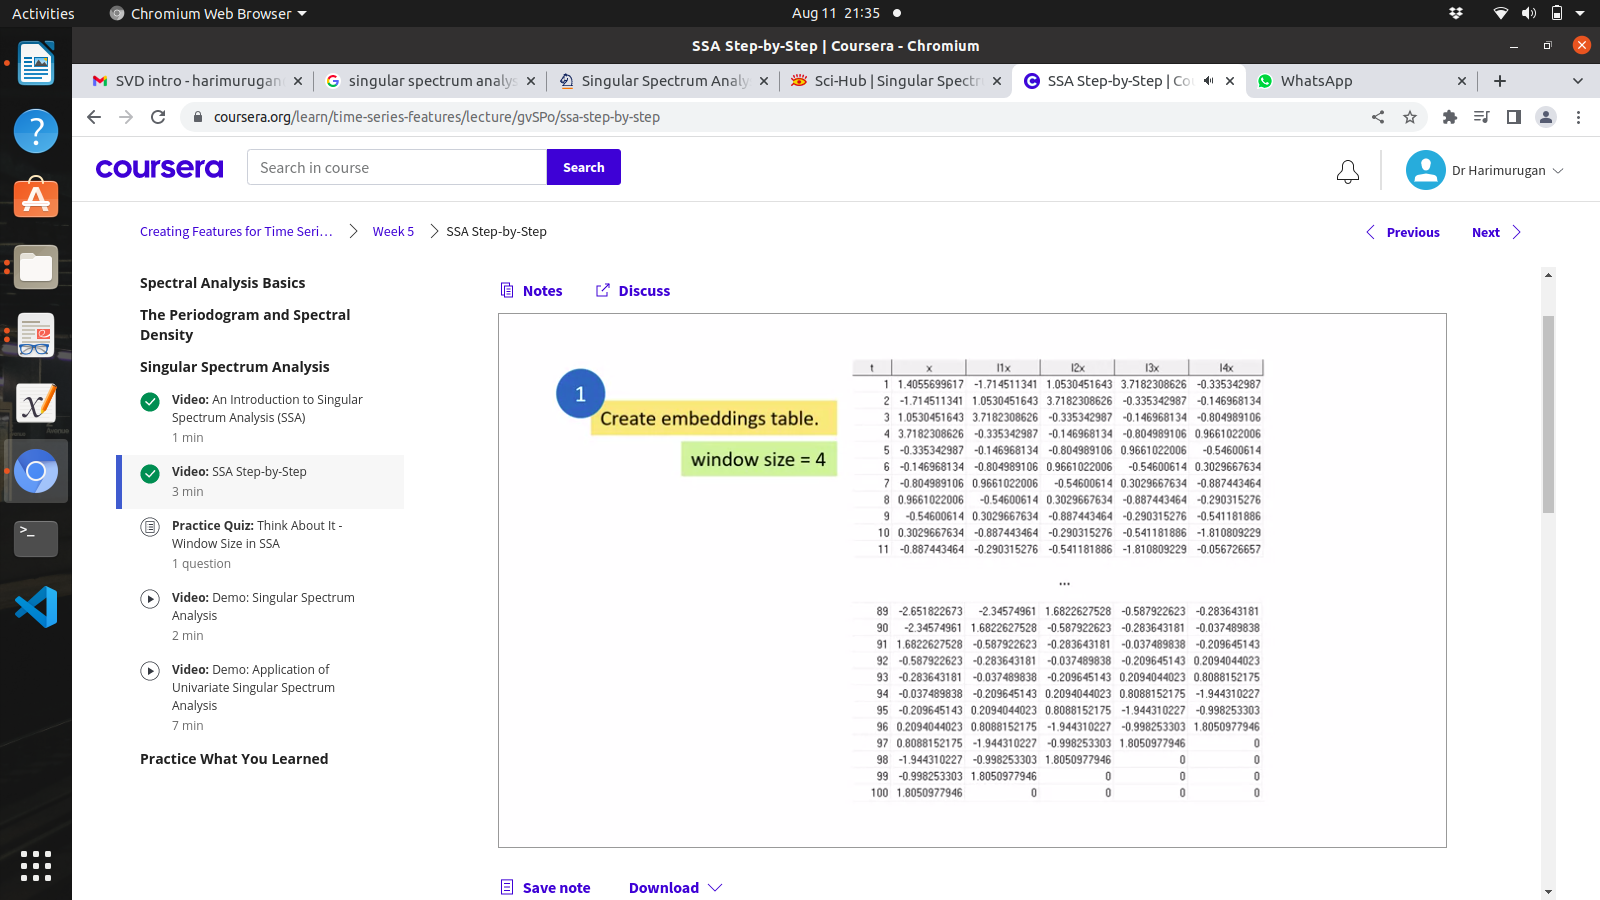 Activities
Chromium Web Browser
Aug 11 21:35
SSA Step-by-Step | Coursera - Chromium
SVD intro - harimurugan
singular spectrum analys
Singular Spectrum Analy
Sci-Hub | Singular Spectr
SSA Step-by-Step | Co
WhatsApp
coursera.org/learn/time-series-features/lecture/gvSPo/ssa-step-by-step
coursera
Search in course
Search
Dr Harimurugan
Creating Features for Time Seri…
Week 5
SSA Step-by-Step
Previous
Next
Spectral Analysis Basics
The Periodogram and Spectral
Density
Singular Spectrum Analysis
Video: An Introduction to Singular
Spectrum Analysis (SSA)
1 min
Video: SSA Step-by-Step
3 min
Practice Quiz: Think About It -
Window Size in SSA
1 question
Video: Demo: Singular Spectrum
Analysis
2 min
Video: Demo: Application of
Univariate Singular Spectrum
Analysis
7 min
Practice What You Learned
Notes
Discuss
1
Create embeddings table.
window size = 4
t x l1x l2x l3x l4x
1 1.4055699617 -1.714511341 1.0530451643 3.7182308626 -0.335342987
2 -1.714511341 1.0530451643 3.7182308626 -0.335342987 -0.146968134
3 1.0530451643 3.7182308626 -0.335342987 -0.146968134 -0.804989106
4 3.7182308626 -0.335342987 -0.146968134 -0.804989106 0.9661022006
5 -0.335342987 -0.146968134 -0.804989106 0.9661022006 -0.54600614
6 -0.146968134 -0.804989106 0.9661022006 -0.54600614 0.3029667634
7 -0.804989106 0.9661022006 -0.54600614 0.3029667634 -0.887443464
8 0.9661022006 -0.54600614 0.3029667634 -0.887443464 -0.290315276
9 -0.54600614 0.3029667634 -0.887443464 -0.290315276 -0.541181886
10 0.3029667634 -0.887443464 -0.290315276 -0.541181886 -1.810809229
11 -0.887443464 -0.290315276 -0.541181886 -1.810809229 -0.056726657
...
89 -2.651822673 -2.34574961 1.6822627528 -0.587922623 -0.283643181
90 -2.34574961 1.6822627528 -0.587922623 -0.283643181 -0.037489838
91 1.6822627528 -0.587922623 -0.283643181 -0.037489838 -0.209645143
92 -0.587922623 -0.283643181 -0.037489838 -0.209645143 0.2094044023
93 -0.283643181 -0.037489838 -0.209645143 0.2094044023 0.8088152175
94 -0.037489838 -0.209645143 0.2094044023 0.8088152175 -1.944310227
95 -0.209645143 0.2094044023 0.8088152175 -1.944310227 -0.998253303
96 0.2094044023 0.8088152175 -1.944310227 -0.998253303 1.8050977946
97 0.8088152175 -1.944310227 -0.998253303 1.8050977946 0
98 -1.944310227 -0.998253303 1.8050977946 0 0
99 -0.998253303 1.8050977946 0 0 0
100 1.8050977946 0 0 0 0
Save note
Download